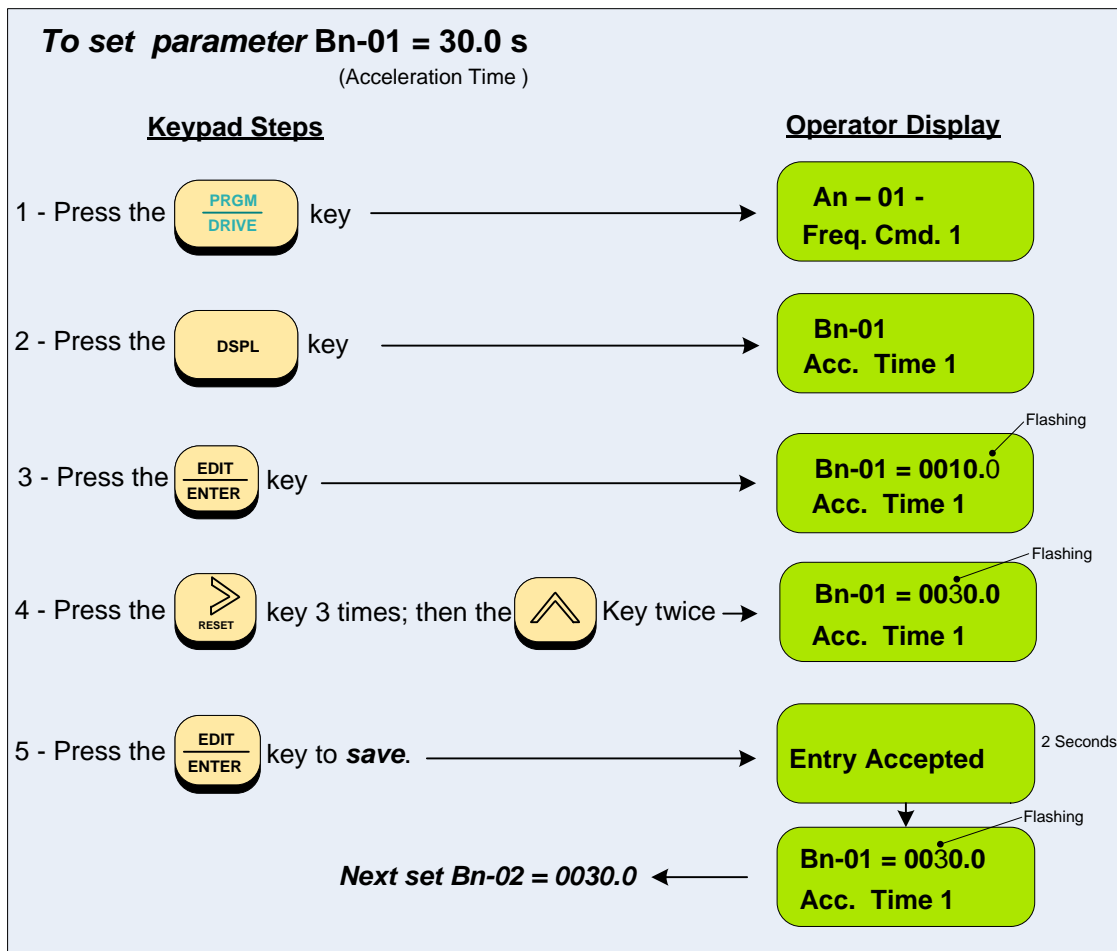 To set parameter Bn-01 = 30.0 s
(Acceleration Time )
Keypad Steps
Operator Display
1 - Press the PRGM DRIVE key
An – 01 -
Freq. Cmd. 1
2 - Press the DSPL key
Bn-01
Acc. Time 1
Flashing
3 - Press the EDIT ENTER key
Bn-01 = 0010.0
Acc. Time 1
Flashing
4 - Press the RESET key 3 times; then the Key twice
Bn-01 = 0030.0
Acc. Time 1
5 - Press the EDIT ENTER key to save.
Entry Accepted
2 Seconds
Flashing
Bn-01 = 0030.0
Acc. Time 1
Next set Bn-02 = 0030.0